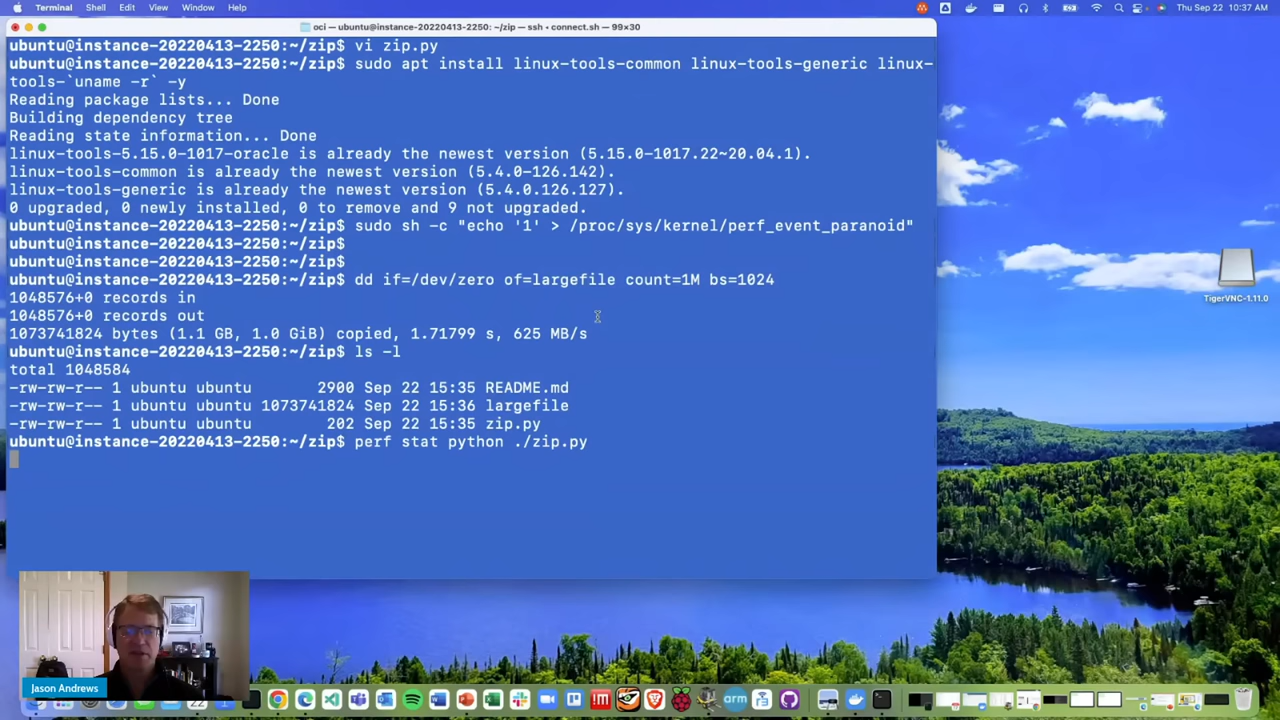 Terminal Shell Edit View Window Help
Thu Sep 22 10:37 AM
oci — ubuntu@instance-20220413-2250: ~/zip — ssh • connect.sh — 99×30
ubuntu@instance-20220413-2250:~/zip$ vi zip.py
ubuntu@instance-20220413-2250:~/zip$ sudo apt install linux-tools-common linux-tools-generic linux-
tools-`uname -r` -y
Reading package lists... Done
Building dependency tree
Reading state information... Done
linux-tools-5.15.0-1017-oracle is already the newest version (5.15.0-1017.22~20.04.1).
linux-tools-common is already the newest version (5.4.0-126.142).
linux-tools-generic is already the newest version (5.4.0.126.127).
0 upgraded, 0 newly installed, 0 to remove and 9 not upgraded.
ubuntu@instance-20220413-2250:~/zip$ sudo sh -c "echo '1' > /proc/sys/kernel/perf_event_paranoid"
ubuntu@instance-20220413-2250:~/zip$
ubuntu@instance-20220413-2250:~/zip$
ubuntu@instance-20220413-2250:~/zip$ dd if=/dev/zero of=largefile count=1M bs=1024
1048576+0 records in
1048576+0 records out
1073741824 bytes (1.1 GB, 1.0 GiB) copied, 1.71799 s, 625 MB/s
ubuntu@instance-20220413-2250:~/zip$ ls -l
total 1048584
-rw-rw-r-- 1 ubuntu ubuntu 2900 Sep 22 15:35 README.md
-rw-rw-r-- 1 ubuntu ubuntu 1073741824 Sep 22 15:36 largefile
-rw-rw-r-- 1 ubuntu ubuntu 202 Sep 22 15:35 zip.py
ubuntu@instance-20220413-2250:~/zip$ perf stat python ./zip.py
TigerVNC-1.11.0
Jason Andrews
arm